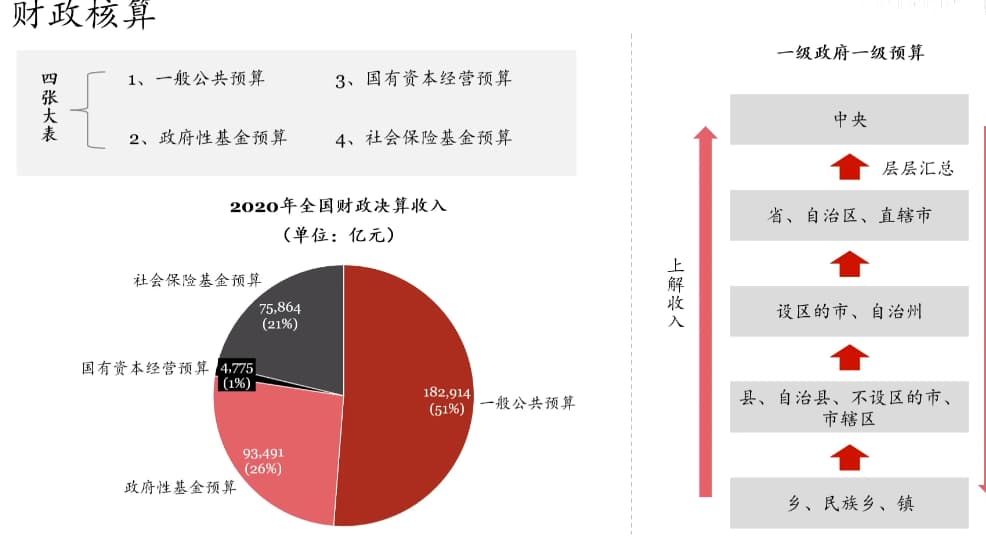 财政核算
四张大表
1、一般公共预算
3、国有资本经营预算
2、政府性基金预算
4、社会保险基金预算
2020年全国财政决算收入
（单位：亿元）
社会保险基金预算
75,864
(21%)
国有资本经营预算
4,775
(1%)
182,914
(51%)
一般公共预算
93,491
(26%)
政府性基金预算
一级政府一级预算
中央
层层汇总
省、自治区、直辖市
上解收入
设区的市、自治州
县、自治县、不设区的市、
市辖区
乡、民族乡、镇